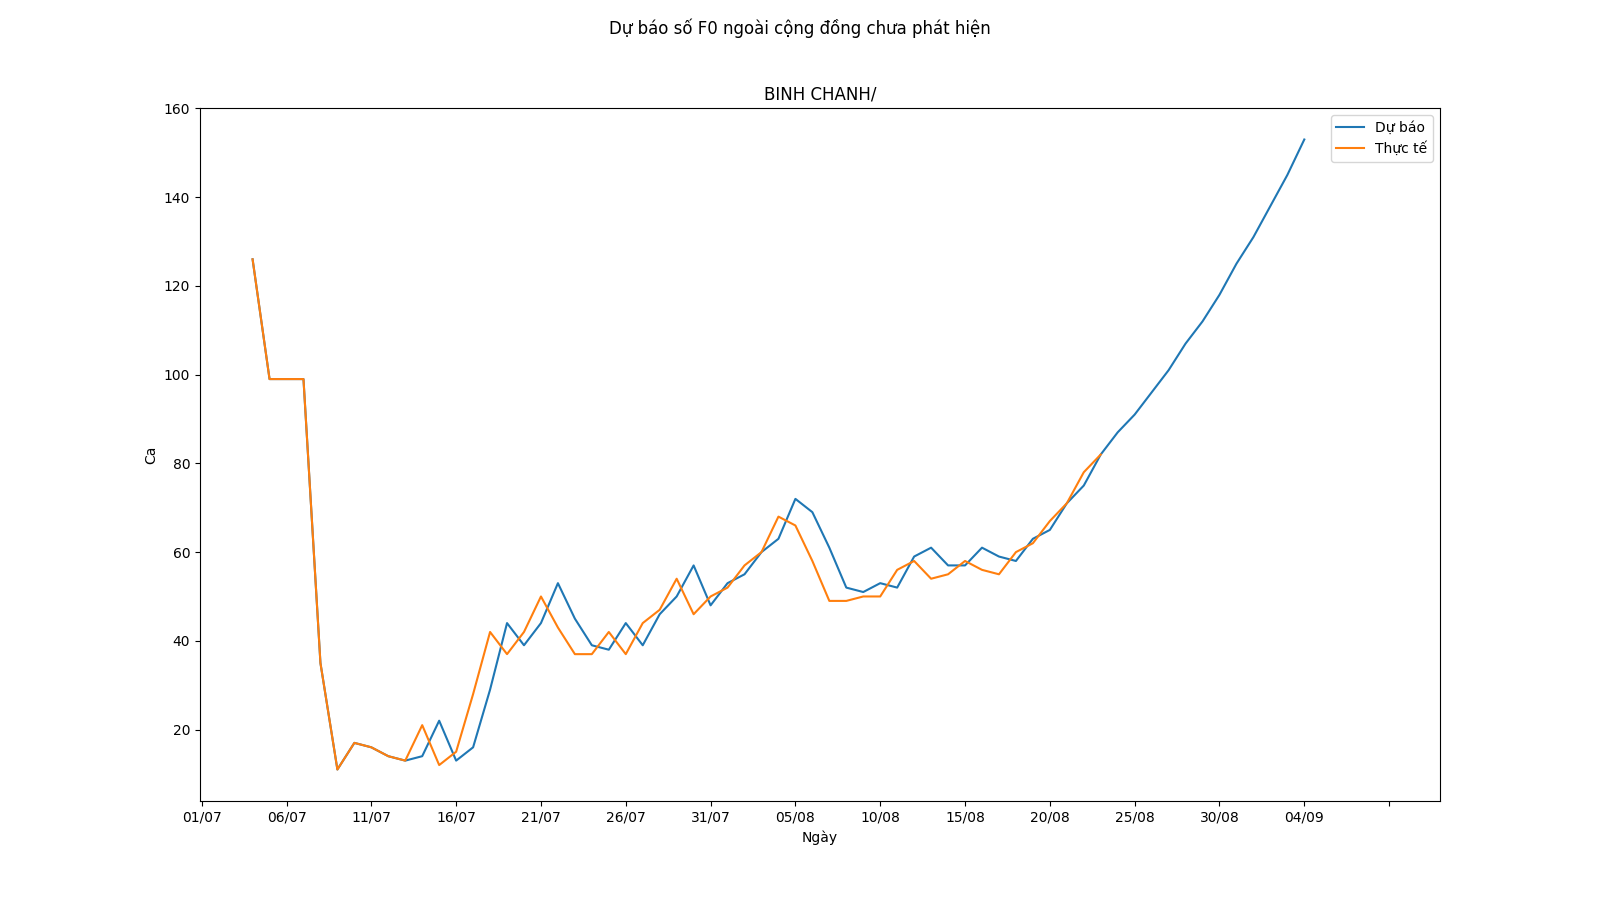 Dự báo số F0 ngoài cộng đồng chưa phát hiện
BINH CHANH/
160
140
120
100
80
60
40
20
Ca
Dự báo
Thực tế
01/07 06/07 11/07 16/07 21/07 26/07 31/07 05/08 10/08 15/08 20/08 25/08 30/08 04/09
Ngày